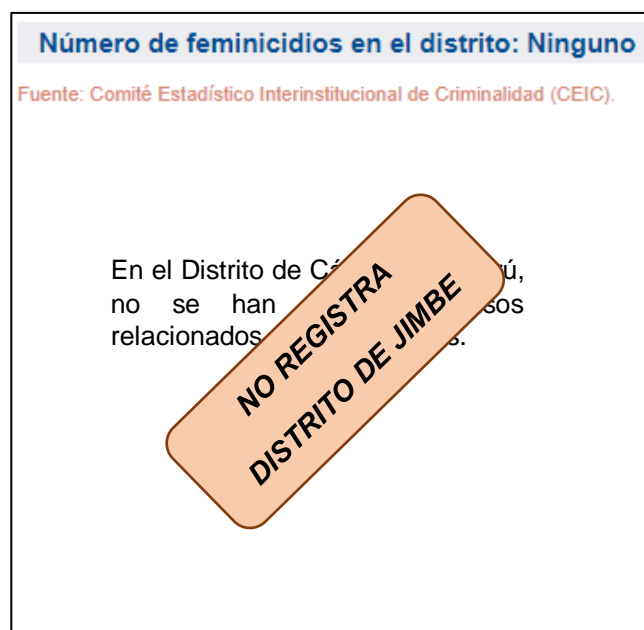 Número de feminicidios en el distrito: Ninguno
Fuente: Comité Estadístico Interinstitucional de Criminalidad (CEIC).
En el Distrito de
no se han
relacionados
NO REGISTRA
DISTRITO DE JIMBE